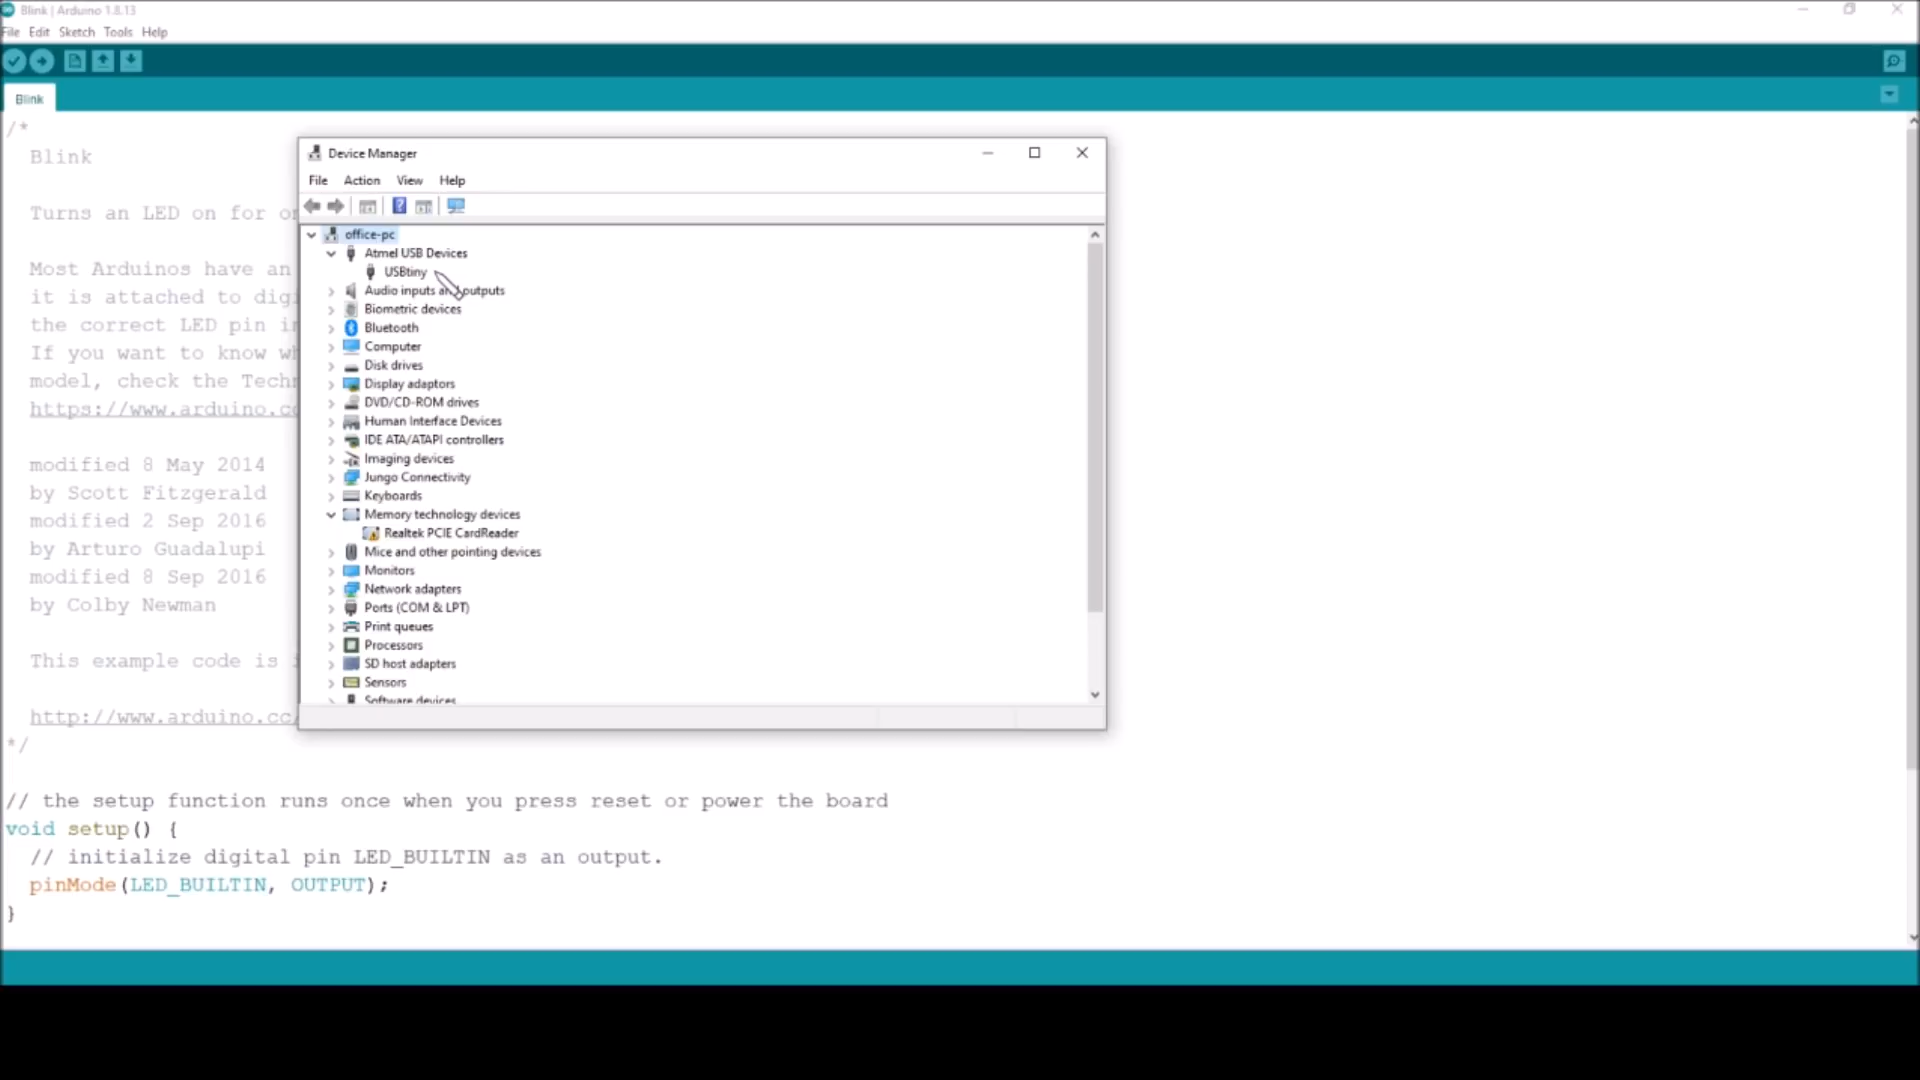 Blink | Arduino 1.8.13
File Edit Sketch Tools Help
Blink
/*
Blink
Turns an LED on for
Most Arduinos have an
it is attached to
the correct LED pin
If you want to know
model, check the
https://www.arduino.cc
modified 8 May 2014
by Scott Fitzgerald
modified 2 Sep 2016
by Arturo Guadalupi
modified 8 Sep 2016
by Colby Newman
This example code is
http://www.arduino.cc/
*/
// the setup function runs once when you press reset or power the board
void setup() {
// initialize digital pin LED_BUILTIN as an output.
pinMode(LED_BUILTIN, OUTPUT);
}
Device Manager
File Action View Help
office-pc
Atmel USB Devices
USBtiny
Audio inputs and outputs
Biometric devices
Bluetooth
Computer
Disk drives
Display adaptors
DVD/CD-ROM drives
Human Interface Devices
IDE ATA/ATAPI controllers
Imaging devices
Jungo Connectivity
Keyboards
Memory technology devices
Realtek PCIE CardReader
Mice and other pointing devices
Monitors
Network adapters
Ports (COM & LPT)
Print queues
Processors
SD host adapters
Sensors
Software devices